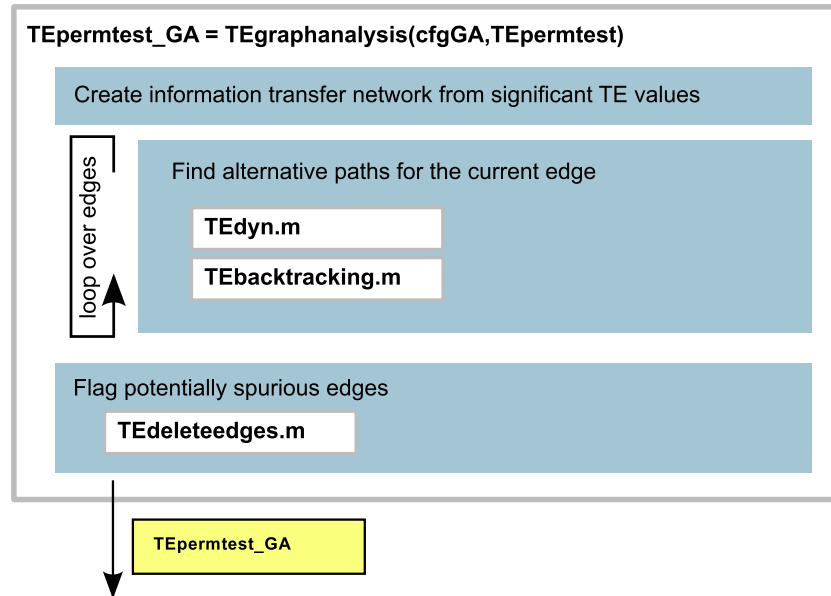 TEpermtest_GA = TEgraphanalysis(cfgGA,TEpermtest)
Create information transfer network from significant TE values
loop over edges
Find alternative paths for the current edge
TEdyn.m
TEbacktracking.m
Flag potentially spurious edges
TEdeleteedges.m
TEpermtest_GA